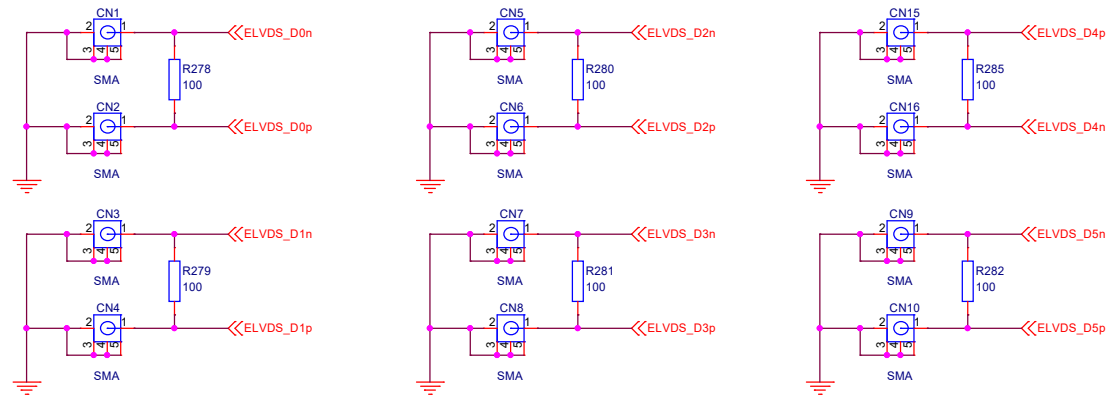 CN1
2 1
ELVDS_D0n
3 4 5
SMA
R278
100
CN2
2 1
ELVDS_D0p
3 4 5
SMA
CN5
2 1
ELVDS_D2n
3 4 5
SMA
R280
100
CN6
2 1
ELVDS_D2p
3 4 5
SMA
CN15
2 1
ELVDS_D4p
3 4 5
SMA
R285
100
CN16
2 1
ELVDS_D4n
3 4 5
SMA
CN3
2 1
ELVDS_D1n
3 4 5
SMA
R279
100
CN4
2 1
ELVDS_D1p
3 4 5
SMA
CN7
2 1
ELVDS_D3n
3 4 5
SMA
R281
100
CN8
2 1
ELVDS_D3p
3 4 5
SMA
CN9
2 1
ELVDS_D5n
3 4 5
SMA
R282
100
CN10
2 1
ELVDS_D5p
3 4 5
SMA